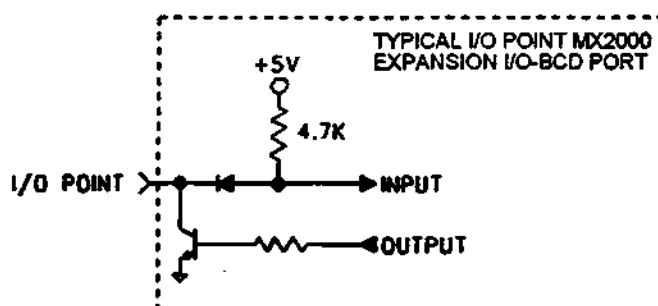 TYPICAL I/O POINT MX2000
EXPANSION I/O-BCD PORT
+5V
4.7K
I/O POINT
INPUT
OUTPUT